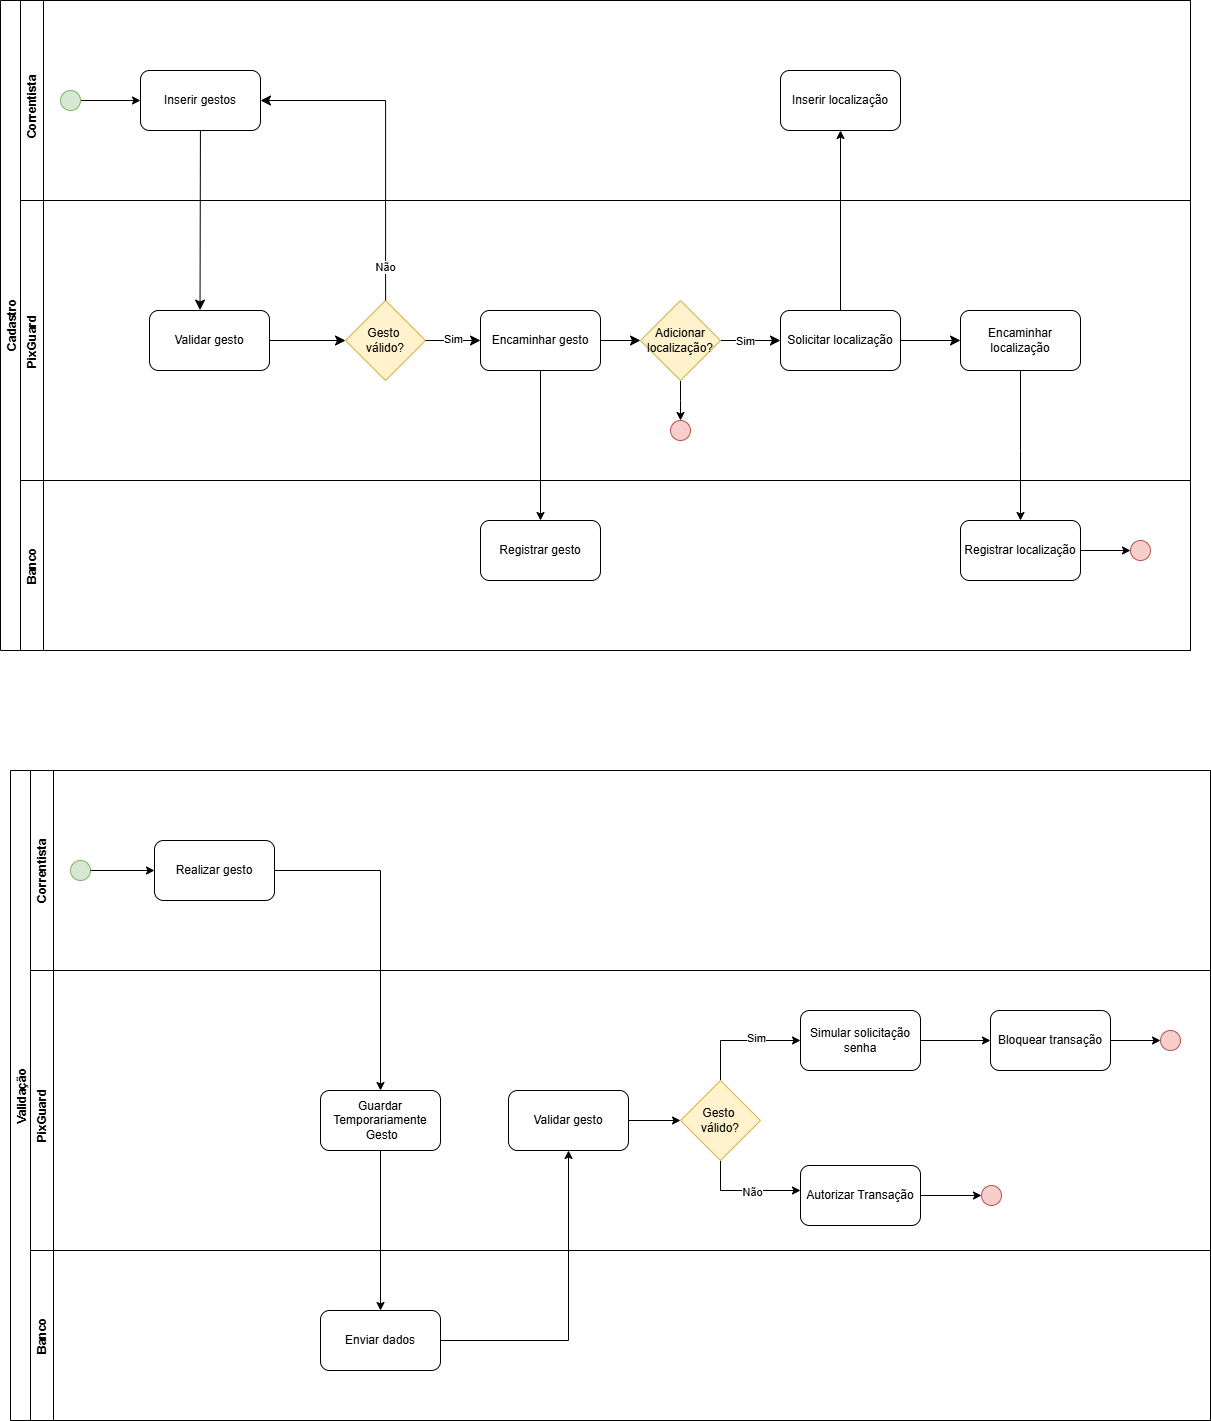 Cadastro
Correntista
Inserir gestos
Inserir localização
PixGuard
Não
Validar gesto
Gesto
válido?
Sim
Encaminhar gesto
Adicionar
localização?
Sim
Solicitar localização
Encaminhar
localização
Banco
Registrar gesto
Registrar localização
Validação
Correntista
Realizar gesto
PixGuard
Guardar
Temporariamente
Gesto
Validar gesto
Gesto
válido?
Sim
Simular solicitação
senha
Bloquear transação
Não
Autorizar Transação
Banco
Enviar dados